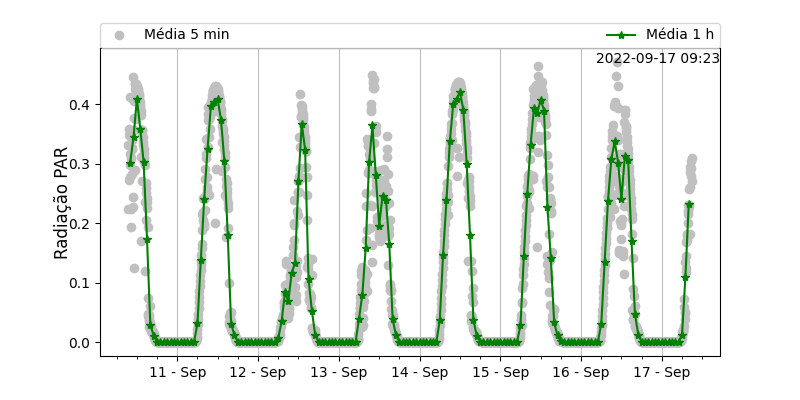 Média 5 min
Média 1 h
2022-09-17 09:23
Radiação PAR
0.4
0.3
0.2
0.1
0.0
11 - Sep
12 - Sep
13 - Sep
14 - Sep
15 - Sep
16 - Sep
17 - Sep